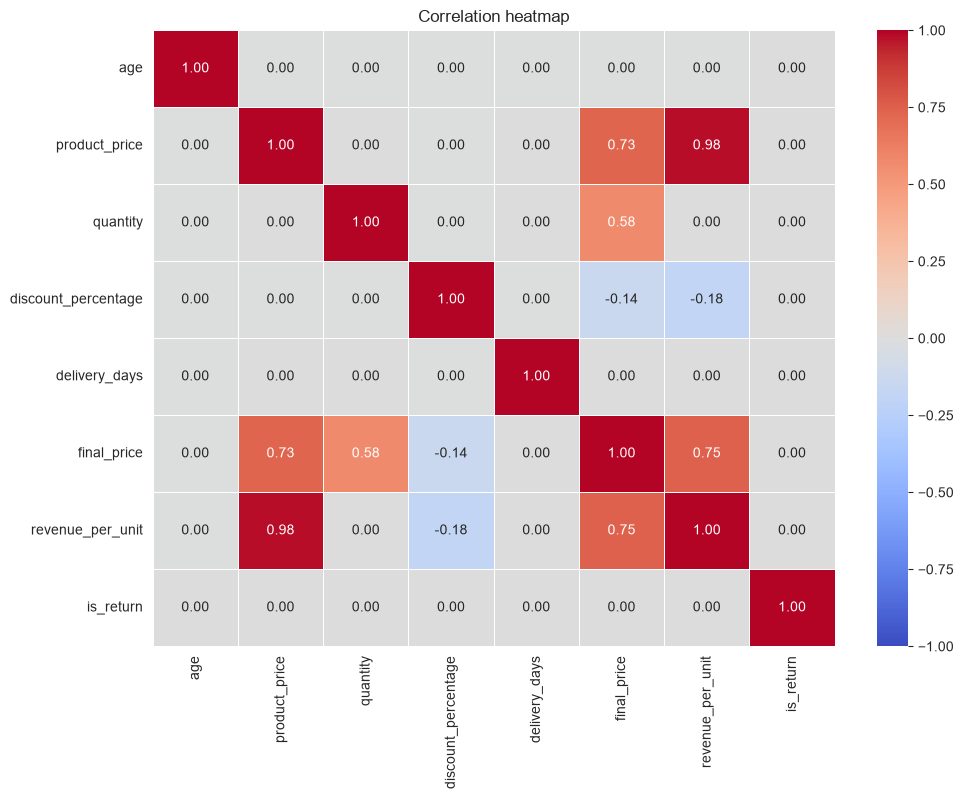 Correlation heatmap
age 1.00 0.00 0.00 0.00 0.00 0.00 0.00 0.00
product_price 0.00 1.00 0.00 0.00 0.00 0.73 0.98 0.00
quantity 0.00 0.00 1.00 0.00 0.00 0.58 0.00 0.00
discount_percentage 0.00 0.00 0.00 1.00 0.00 -0.14 -0.18 0.00
delivery_days 0.00 0.00 0.00 0.00 1.00 0.00 0.00 0.00
final_price 0.00 0.73 0.58 -0.14 0.00 1.00 0.75 0.00
revenue_per_unit 0.00 0.98 0.00 -0.18 0.00 0.75 1.00 0.00
is_return 0.00 0.00 0.00 0.00 0.00 0.00 0.00 1.00
age
product_price
quantity
discount_percentage
delivery_days
final_price
revenue_per_unit
is_return
1.00
0.75
0.50
0.25
0.00
−0.25
−0.50
−0.75
−1.00